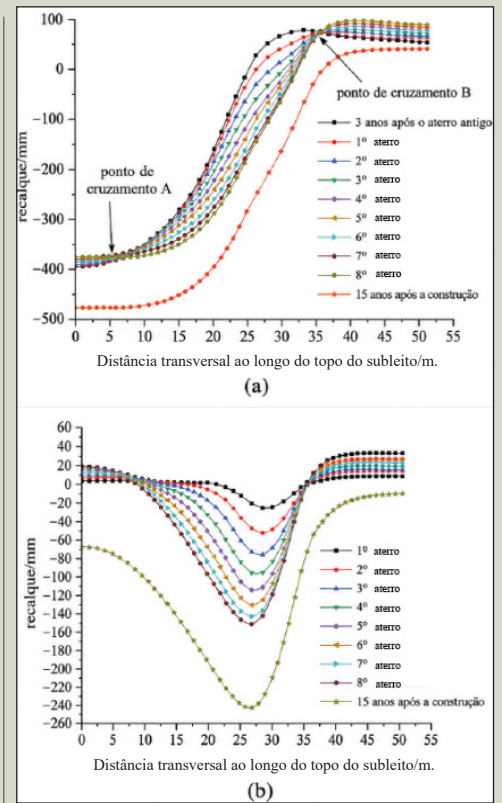 100
0
-100
-200
-300
-400
-500
recalque/mm
ponto de
cruzamento A
ponto de cruzamento B
3 anos após o aterro antigo
1º aterro
2º aterro
3º aterro
4º aterro
5º aterro
6º aterro
7º aterro
8º aterro
15 anos após a construção
0 5 10 15 20 25 30 35 40 45 50 55
Distância transversal ao longo do topo do subleito/m.
(a)
60
40
20
0
-20
-40
-60
-80
-100
-120
-140
-160
-180
-200
-220
-240
-260
recalque/mm
1º aterro
2º aterro
3º aterro
4º aterro
5º aterro
6º aterro
7º aterro
8º aterro
15 anos após a construção
0 5 10 15 20 25 30 35 40 45 50 55
Distância transversal ao longo do topo do subleito/m.
(b)